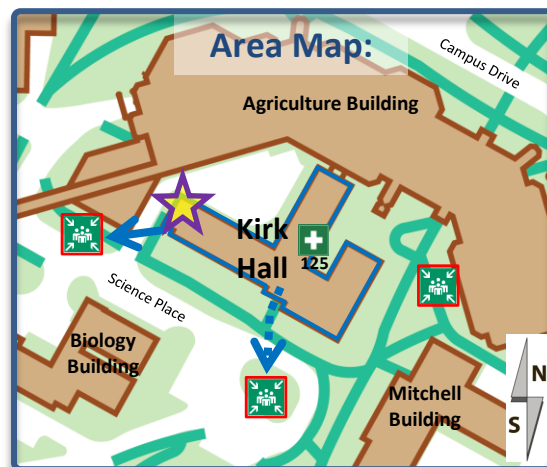 Area Map:
Campus Drive
Agriculture Building
Kirk
Hall
125
Science Place
Biology
Building
Mitchell
Building
N
S